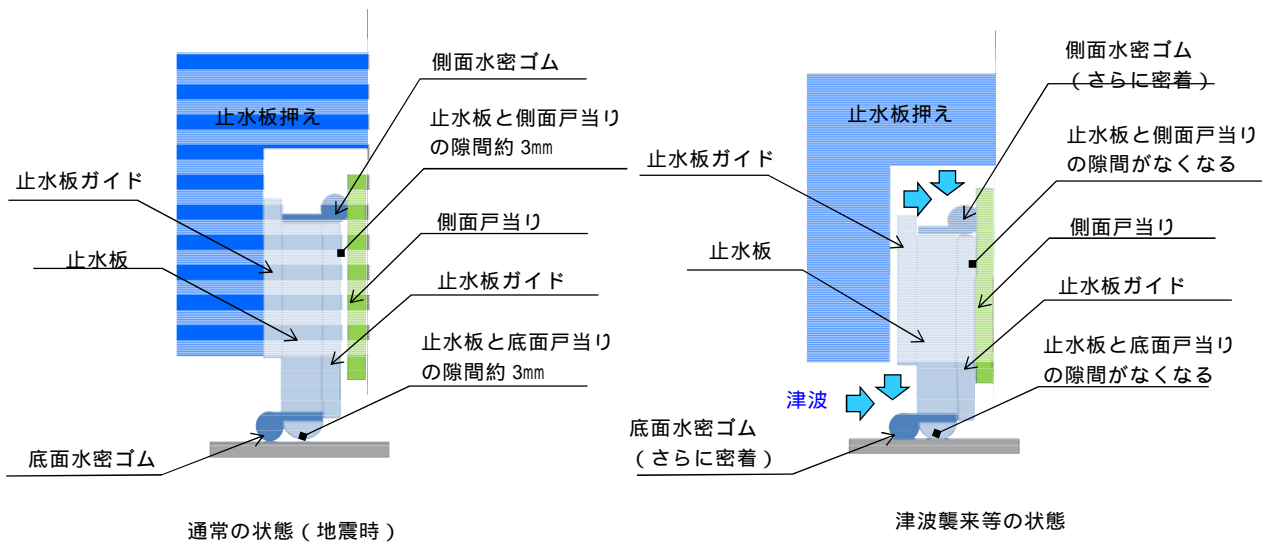 側面水密ゴム
止水板押え
止水板と側面戸当り
の隙間約 3㎜
止水板ガイド
側面戸当り
止水板
止水板ガイド
止水板と底面戸当り
の隙間約 3㎜
底面水密ゴム
通常の状態(地震時)
側面水密ゴム
(さらに密着)
止水板押え
止水板と側面戸当り
の隙間がなくなる
止水板ガイド
側面戸当り
止水板
止水板ガイド
止水板と底面戸当り
の隙間がなくなる
津波
底面水密ゴム
(さらに密着)
津波襲来等の状態